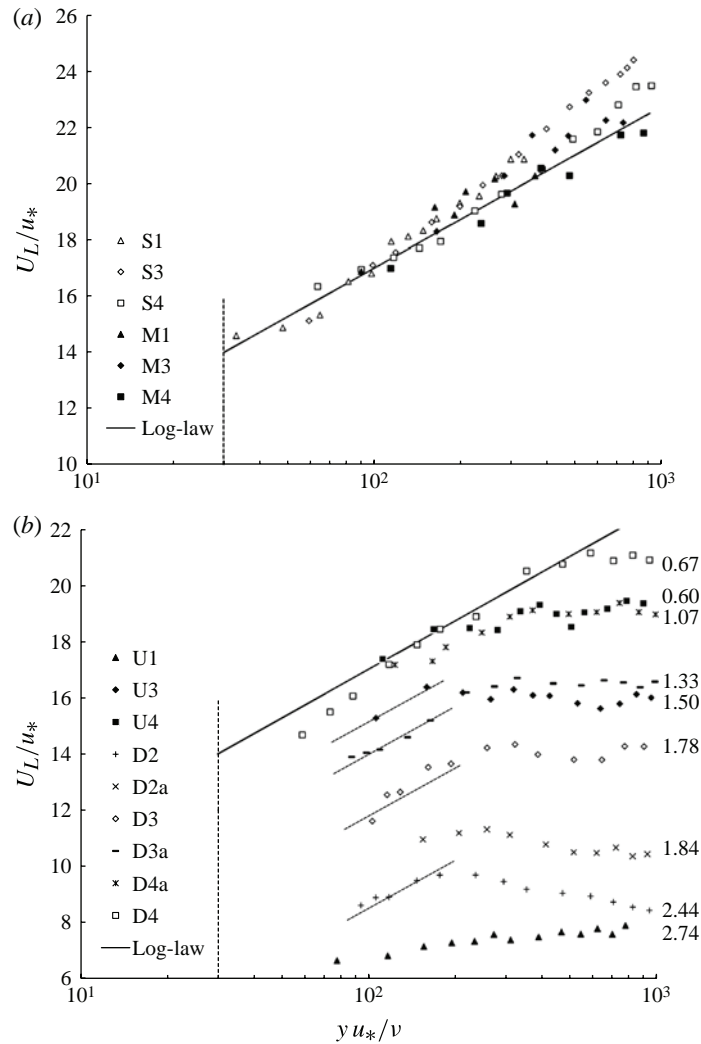 (a)
26
24
22
20
18
16
14
12
10
U_L/u_*
S1
S3
S4
M1
M3
M4
Log-law
10^1
10^2
10^3
(b)
22
20
18
16
14
12
10
8
6
U_L/u_*
U1
U3
U4
D2
D2a
D3
D3a
D4a
D4
Log-law
0.67
0.60
1.07
1.33
1.50
1.78
1.84
2.44
2.74
10^1
10^2
10^3
y u_*/ν